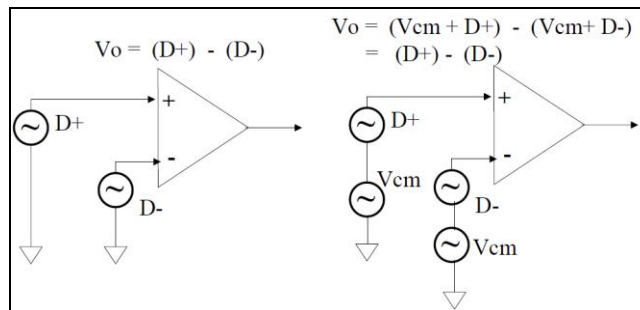 Vo = (D+) - (D-)
+
D+
-
D-
Vo = (Vcm + D+) - (Vcm+ D-)
= (D+) - (D-)
+
D+
-
Vcm
D-
Vcm